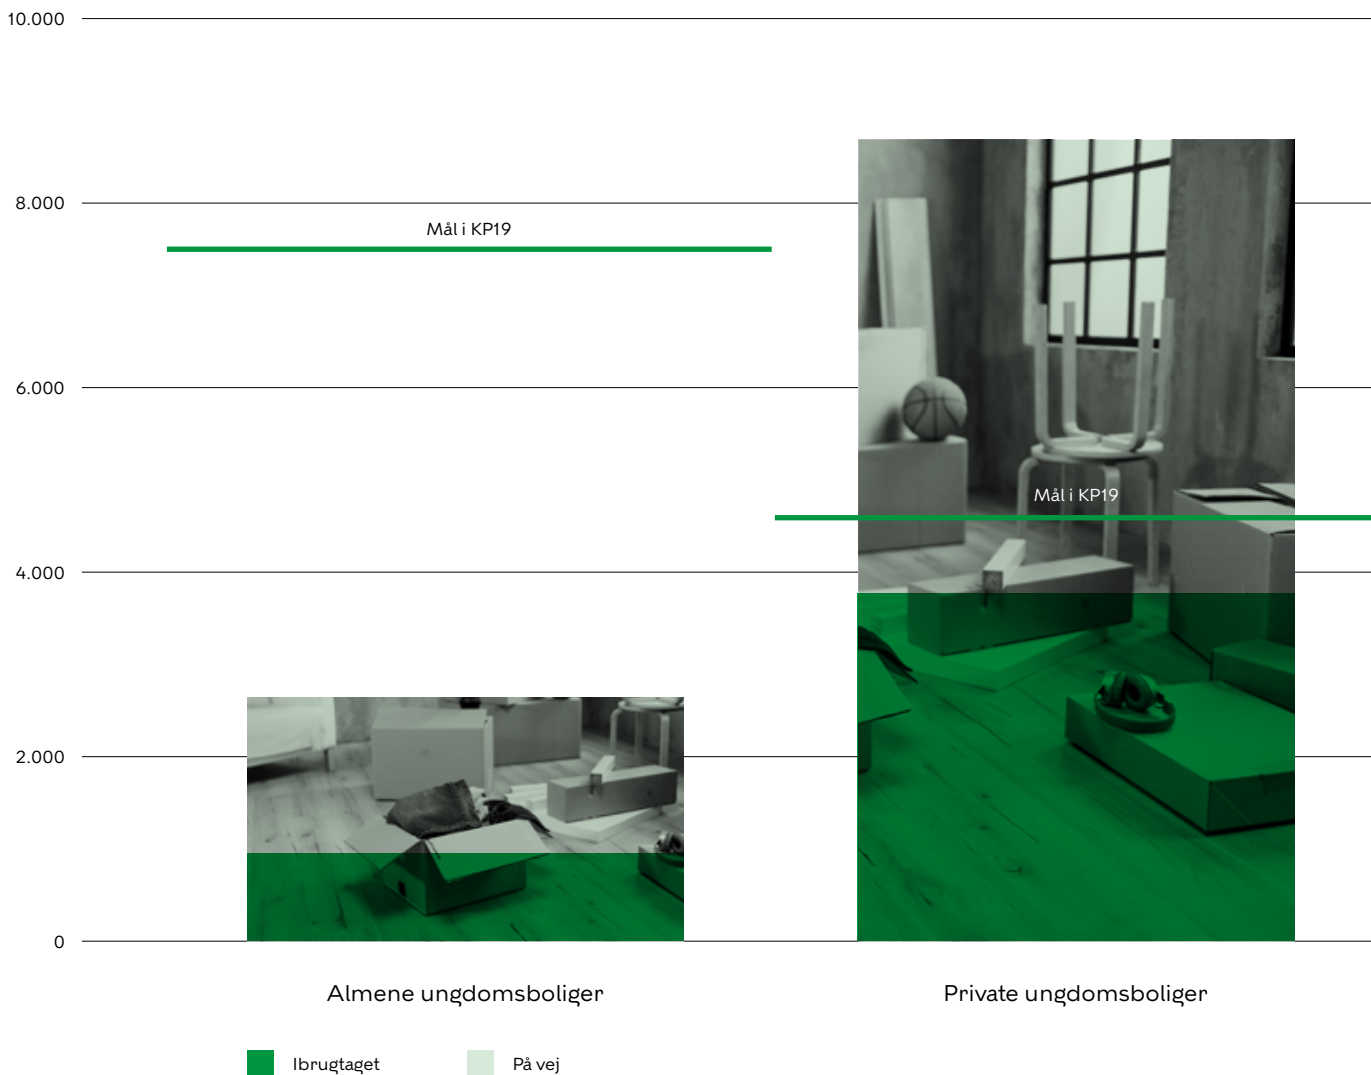 10.000
8.000
Mål i KP19
6.000
Mål i KP19
4.000
2.000
0
Almene ungdomsboliger
Private ungdomsboliger
Ibrugtaget
På vej